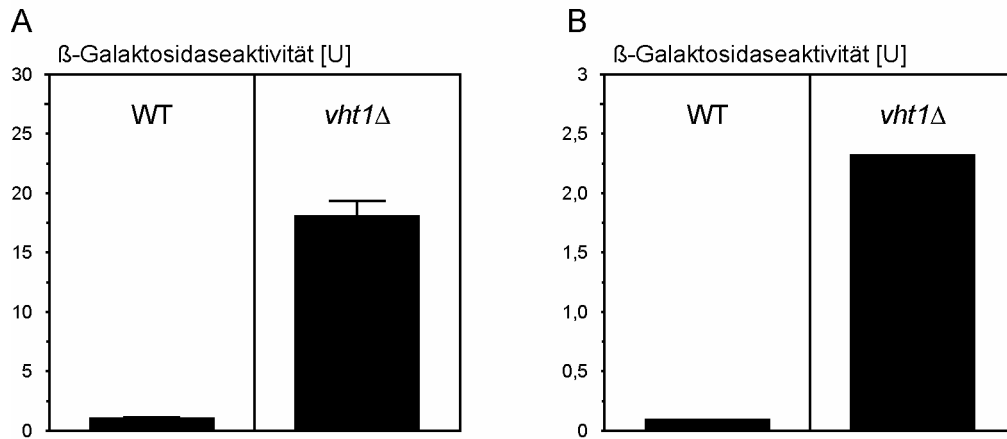 A
ß-Galaktosidaseaktivität [U]
30
25
20
15
10
5
0
WT
vht1Δ
B
ß-Galaktosidaseaktivität [U]
3
2,5
2,0
1,5
1,0
0,5
0
WT
vht1Δ